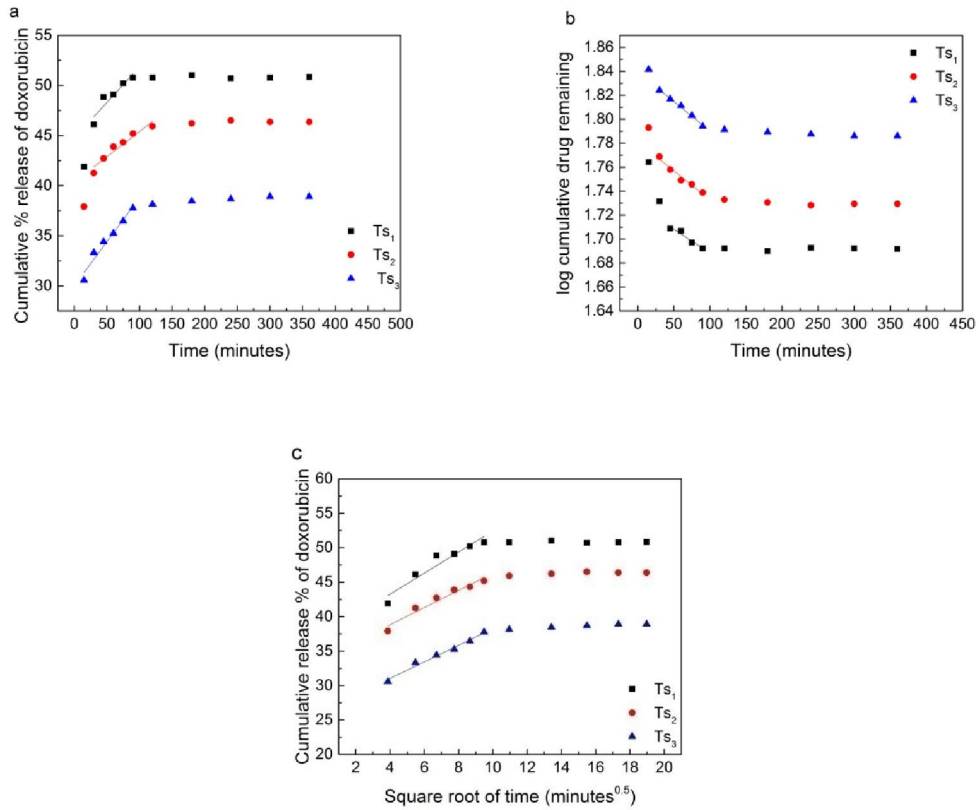 a
Cumulative % release of doxorubicin
55
50
45
40
35
30
0 50 100 150 200 250 300 350 400 450 500
Time (minutes)
Ts1
Ts2
Ts3
b
log cumulative drug remaining
1.86
1.84
1.82
1.80
1.78
1.76
1.74
1.72
1.70
1.68
1.66
1.64
0 50 100 150 200 250 300 350 400 450
Time (minutes)
Ts1
Ts2
Ts3
c
Cumulative release % of doxorubicin
60
55
50
45
40
35
30
25
20
2 4 6 8 10 12 14 16 18 20
Square root of time (minutes0.5)
Ts1
Ts2
Ts3